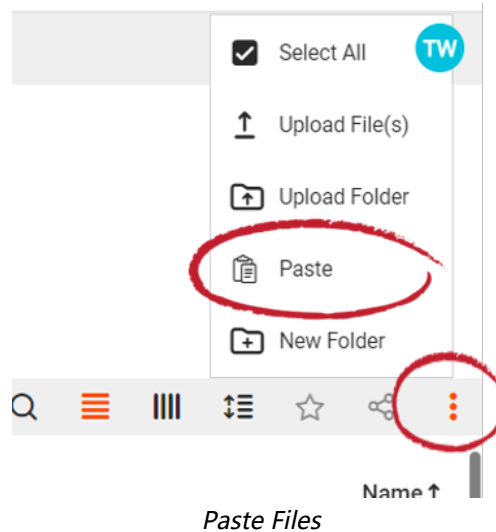 Select All
TW
Upload File(s)
Upload Folder
Paste
New Folder
Name
Paste Files